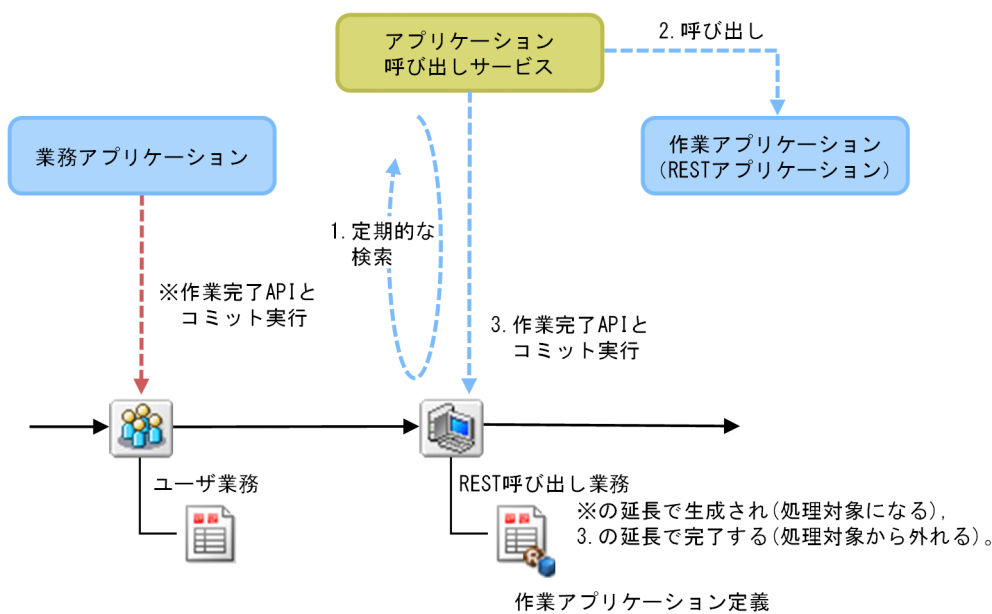 アプリケーション
呼び出しサービス
2.呼び出し
業務アプリケーション
作業アプリケーション
(RESTアプリケーション)
1.定期的な
検索
※作業完了APIと
コミット実行
3.作業完了APIと
コミット実行
ユーザ業務
REST呼び出し業務
※の延長で生成され(処理対象になる),
3.の延長で完了する(処理対象から外れる)。
作業アプリケーション定義